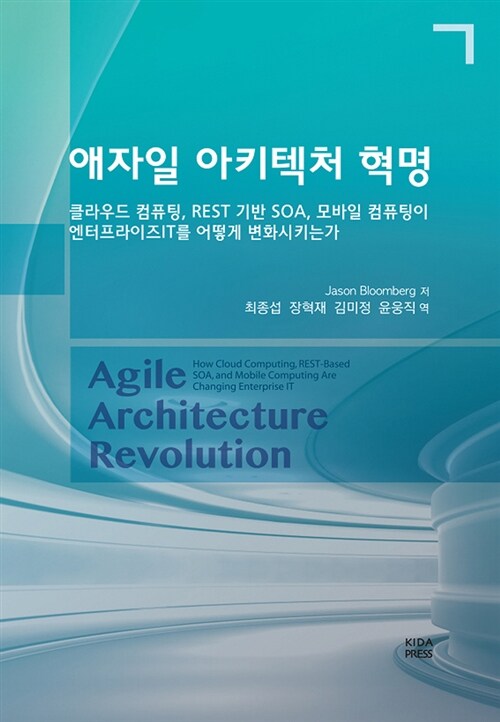 애자일 아키텍처 혁명
클라우드 컴퓨팅, REST 기반 SOA, 모바일 컴퓨팅이
엔터프라이즈IT를 어떻게 변화시키는가
Jason Bloomberg 저
최종섭 장혁재 김미정 윤웅직 역
Agile
How Cloud Computing, REST-Based
SOA, and Mobile Computing Are
Changing Enterprise IT
Architecture
Revolution
KIDA
PRESS